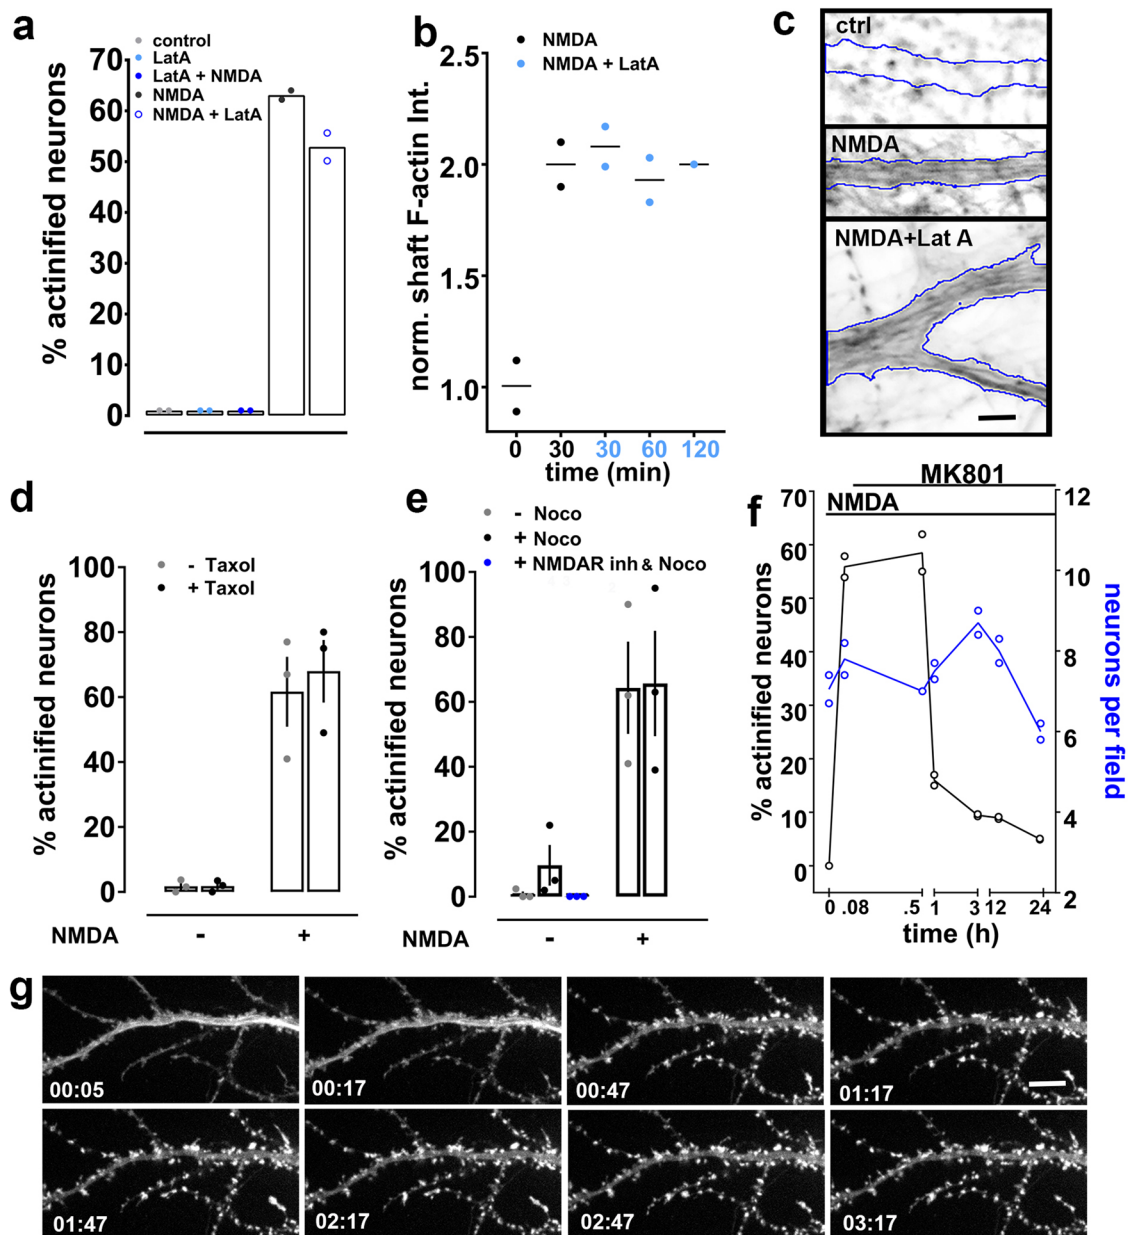 a
control
LatA
LatA + NMDA
NMDA
NMDA + LatA
% actinified neurons
70
60
50
40
30
20
10
0
b
NMDA
NMDA + LatA
norm. shaft F-actin Int.
2.5
2.0
1.5
1.0
0 30 30 60 120
time (min)
c
ctrl
NMDA
NMDA+Lat A
d
- Taxol
+ Taxol
% actinified neurons
100
80
60
40
20
0
NMDA - +
e
- Noco
+ Noco
+ NMDAR inh & Noco
% actinified neurons
100
80
60
40
20
0
NMDA - +
f
MK801
NMDA
% actinified neurons
70
60
50
40
30
20
10
0
12
10
8
6
4
2
neurons per field
0 .08 .5 1 3 12 24
time (h)
g
00:05
00:17
00:47
01:17
01:47
02:17
02:47
03:17